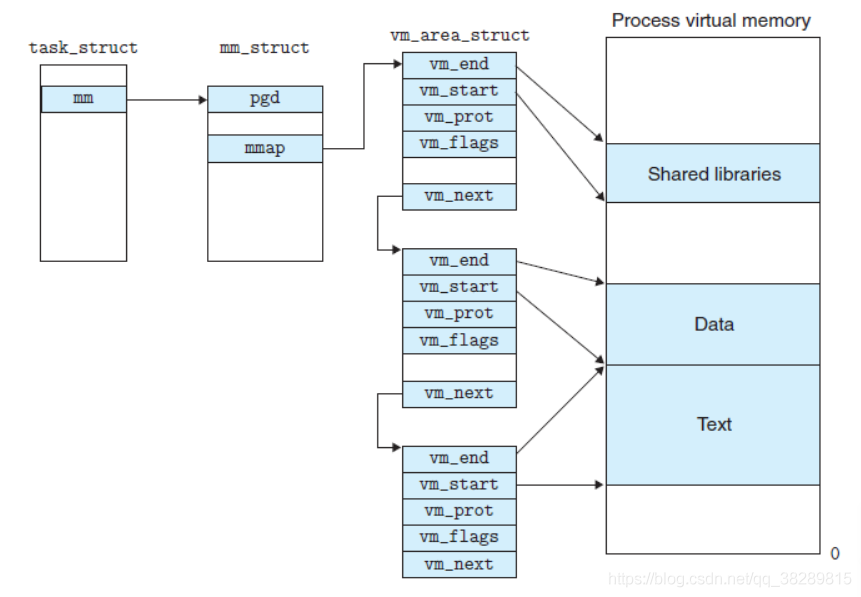 Process virtual memory
task_struct
mm_struct
vm_area_struct
mm
pgd
mmap
vm_end
vm_start
vm_prot
vm_flags
vm_next
vm_end
vm_start
vm_prot
vm_flags
vm_next
vm_end
vm_start
vm_prot
vm_flags
vm_next
Shared libraries
Data
Text
0
https://blog.csdn.net/qq_38289815